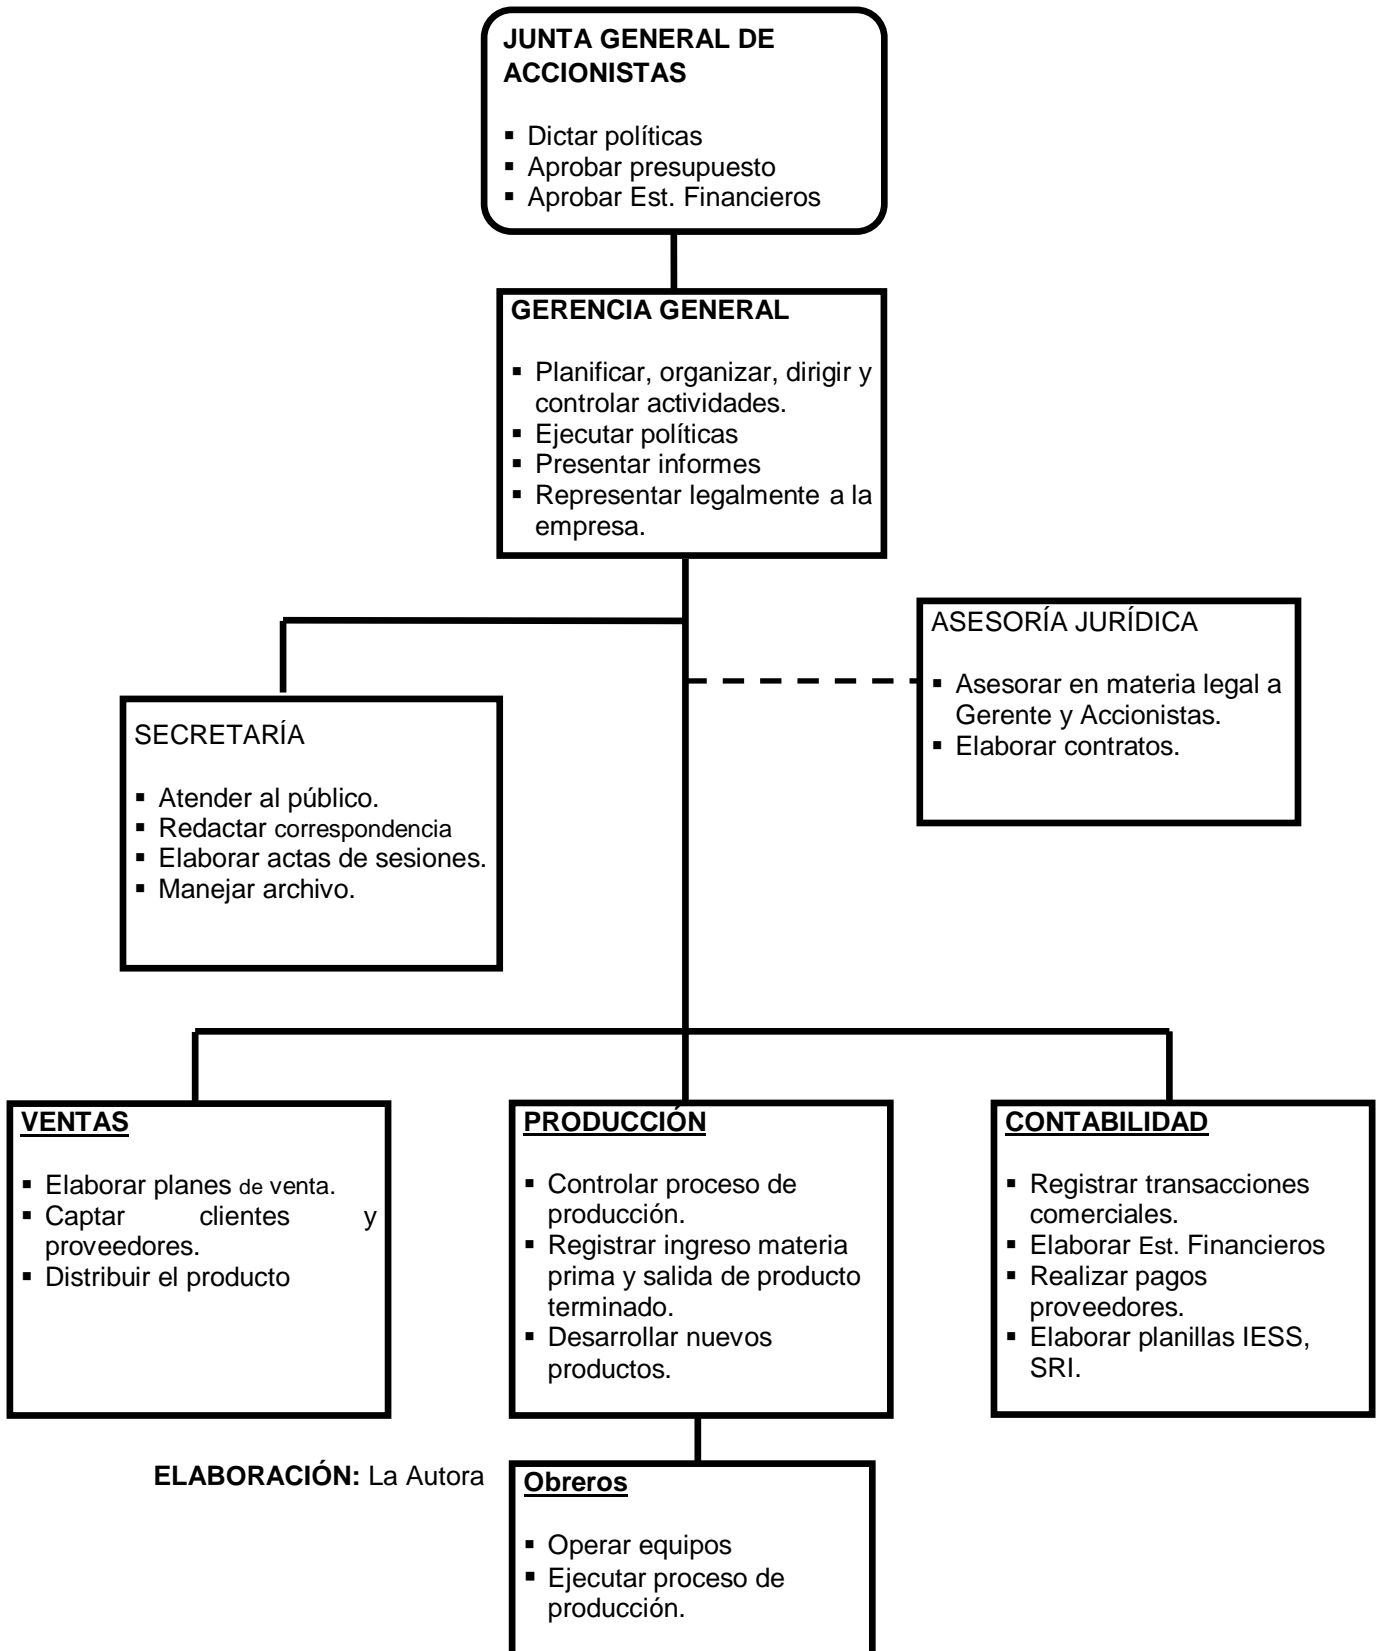 JUNTA GENERAL DE
ACCIONISTAS
▪ Dictar políticas
▪ Aprobar presupuesto
▪ Aprobar Est. Financieros
GERENCIA GENERAL
▪ Planificar, organizar, dirigir y
controlar actividades.
▪ Ejecutar políticas
▪ Presentar informes
▪ Representar legalmente a la
empresa.
ASESORÍA JURÍDICA
▪ Asesorar en materia legal a
Gerente y Accionistas.
▪ Elaborar contratos.
SECRETARÍA
▪ Atender al público.
▪ Redactar correspondencia
▪ Elaborar actas de sesiones.
▪ Manejar archivo.
VENTAS
▪ Elaborar planes de venta.
▪ Captar clientes y
proveedores.
▪ Distribuir el producto
PRODUCCIÓN
▪ Controlar proceso de
producción.
▪ Registrar ingreso materia
prima y salida de producto
terminado.
▪ Desarrollar nuevos
productos.
CONTABILIDAD
▪ Registrar transacciones
comerciales.
▪ Elaborar Est. Financieros
▪ Realizar pagos
proveedores.
▪ Elaborar planillas IESS,
SRI.
ELABORACIÓN: La Autora
Obreros
▪ Operar equipos
▪ Ejecutar proceso de
producción.